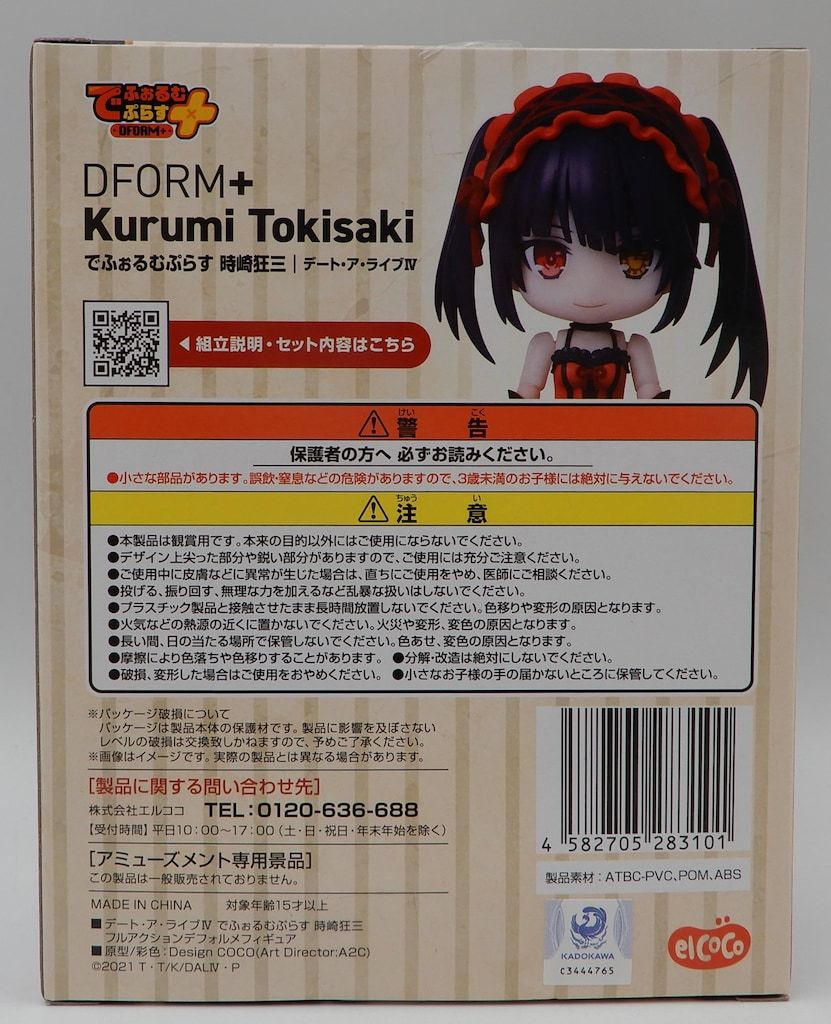 でふぉるむ
ぷらす
DFORM+
DFORM+
Kurumi Tokisaki
でふぉるむぷらす 時崎狂三｜デート・ア・ライブⅣ
◀ 組立説明・セット内容はこちら
けい こく
⚠ 警 告
保護者の方へ 必ずお読みください。
●小さな部品があります。誤飲・窒息などの危険がありますので、3歳未満のお子様には絶対に与えないでください。
ちゅう い
⚠ 注 意
●本製品は観賞用です。本来の目的以外にはご使用にならないでください。
●デザイン上尖った部分や鋭い部分がありますので、ご使用には充分ご注意ください。
●ご使用中に皮膚などに異常が生じた場合は、直ちにご使用をやめ、医師にご相談ください。
●投げる、振り回す、無理な力を加えるなど乱暴な扱いはしないでください。
●プラスチック製品と接触させたまま長時間放置しないでください。色移りや変形の原因となります。
●火気などの熱源の近くに置かないでください。火災や変形、変色の原因となります。
●長い間、日の当たる場所で保管しないでください。色あせ、変色の原因となります。
●摩擦により色落ちや色移りすることがあります。 ●分解・改造は絶対にしないでください。
●破損、変形した場合はご使用をおやめください。 ●小さなお子様の手の届かないところに保管してください。
※パッケージ破損について
パッケージは製品本体の保護材です。製品に影響を及ぼさない
レベルの破損は交換致しかねますので、予めご了承ください。
※画像はイメージです。実際の製品とは異なる場合があります。
[製品に関する問い合わせ先]
株式会社エルココ TEL:0120-636-688
【受付時間】平日10:00〜17:00(土・日・祝日・年末年始を除く)
[アミューズメント専用景品]
この製品は一般販売されておりません。
MADE IN CHINA 対象年齢15才以上
■デート・ア・ライブⅣ でふぉるむぷらす 時崎狂三
フルアクションデフォルメフィギュア
■原型/彩色:Design COCO(Art Director:A2C)
©2021 T・T/K/DALⅣ・P
4 582705 283101
製品素材:ATBC-PVC、POM、ABS
KADOKAWA
C3444765
elCoCo